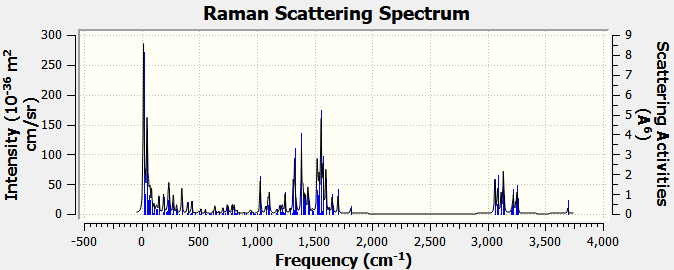 Raman Scattering Spectrum
Intensity (10-36 m2
cm/sr)
300
250
200
150
100
50
0
9
8
7
6
5
4
3
2
1
0
Scattering Activities
(A6)
-500 0 500 1,000 1,500 2,000 2,500 3,000 3,500 4,000
Frequency (cm-1)